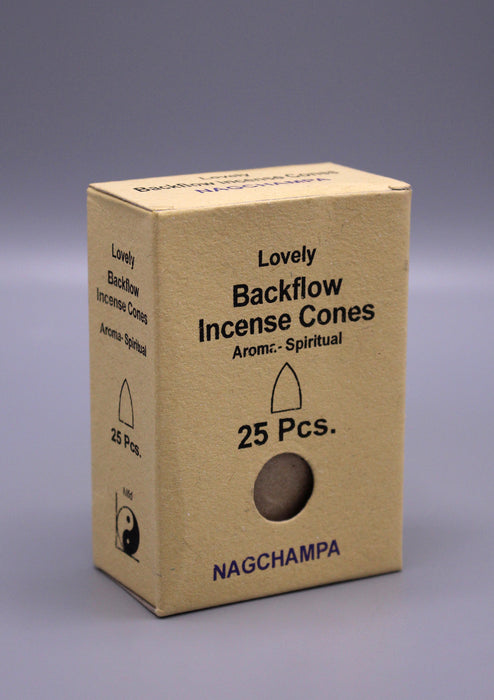 Lovely
Backflow Incense Cones
NAGCHAMPA
Lovely
Backflow
Incense Cones
Aroma- Spiritual
25 Pcs.
NAGCHAMPA
Lovely
Backflow
Incense Cones
Aroma- Spiritual
25 Pcs.